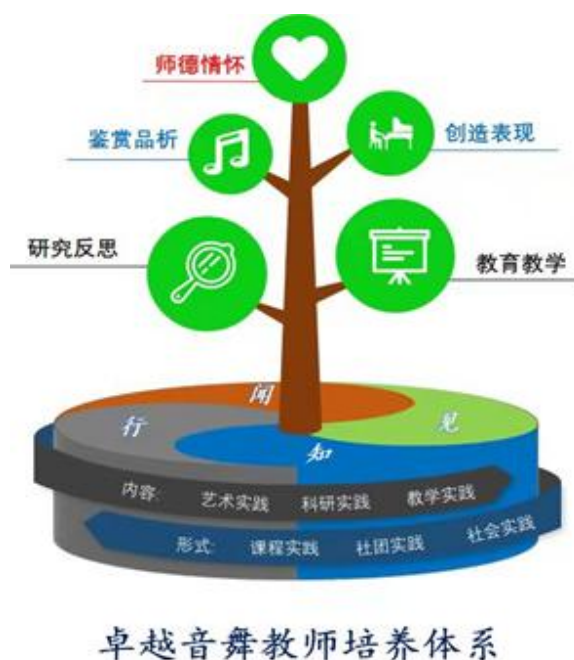 师德情怀
鉴赏品析
创造表现
研究反思
教育教学
闻
行
见
知
内容: 艺术实践 科研实践 教学实践
形式: 课程实践 社团实践 社会实践
卓越音舞教师培养体系